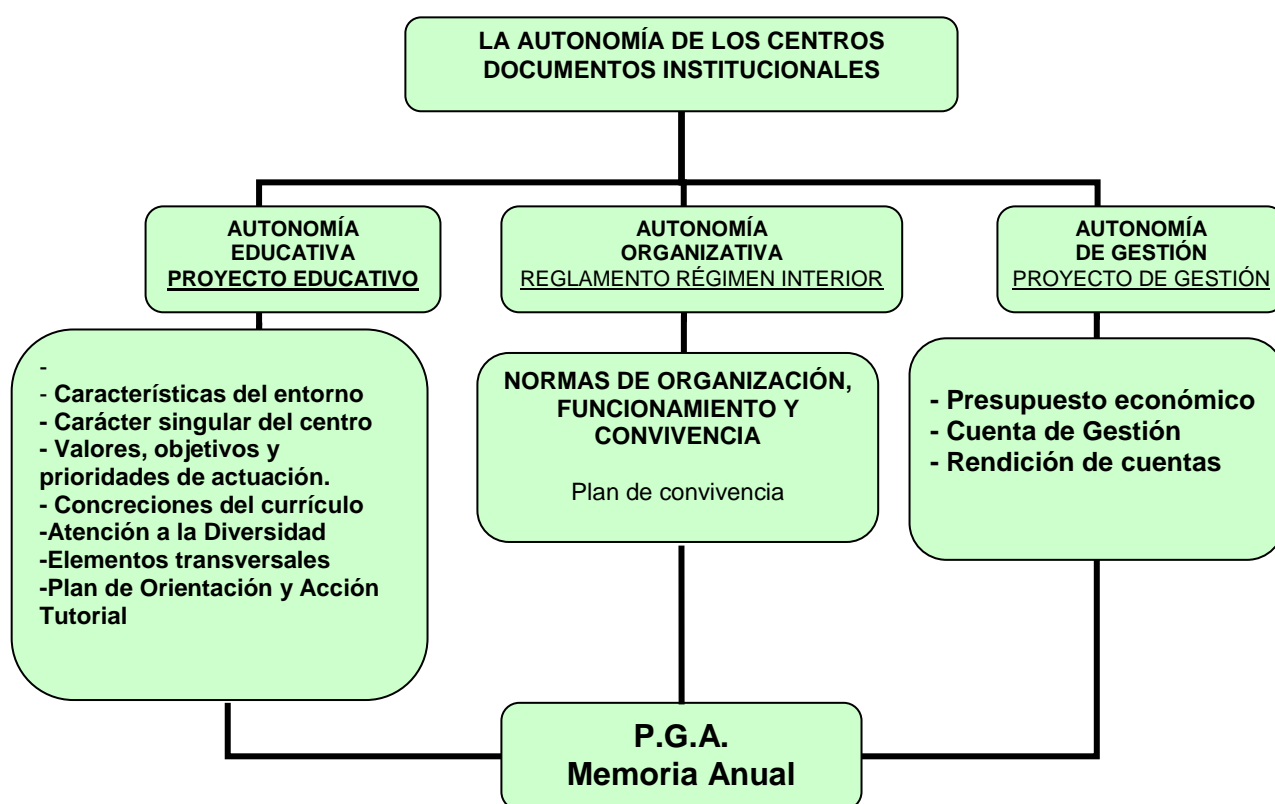 LA AUTONOMÍA DE LOS CENTROS
DOCUMENTOS INSTITUCIONALES
AUTONOMÍA
EDUCATIVA
PROYECTO EDUCATIVO
AUTONOMÍA
ORGANIZATIVA
REGLAMENTO RÉGIMEN INTERIOR
AUTONOMÍA
DE GESTIÓN
PROYECTO DE GESTIÓN
-
- Características del entorno
- Carácter singular del centro
- Valores, objetivos y
prioridades de actuación.
- Concreciones del currículo
-Atención a la Diversidad
-Elementos transversales
-Plan de Orientación y Acción
Tutorial
NORMAS DE ORGANIZACIÓN,
FUNCIONAMIENTO Y
CONVIVENCIA
Plan de convivencia
- Presupuesto económico
- Cuenta de Gestión
- Rendición de cuentas
P.G.A.
Memoria Anual